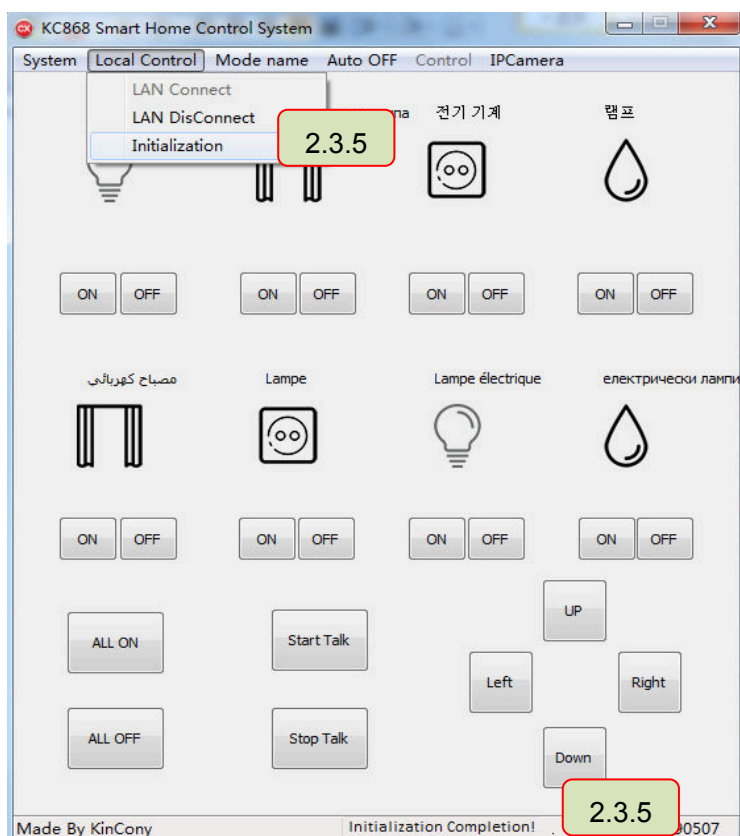 KC868 Smart Home Control System
System Local Control Mode name Auto OFF Control IPCamera
LAN Connect
LAN DisConnect
Initialization
2.3.5
전기 기계
램프
ON OFF ON OFF ON OFF ON OFF
مصباح كهربائي Lampe Lampe électrique електрически лампи
ON OFF ON OFF ON OFF ON OFF
ALL ON Start Talk UP
Left Right
ALL OFF Stop Talk Down
2.3.5
Made By KinCony Initialization Completion!